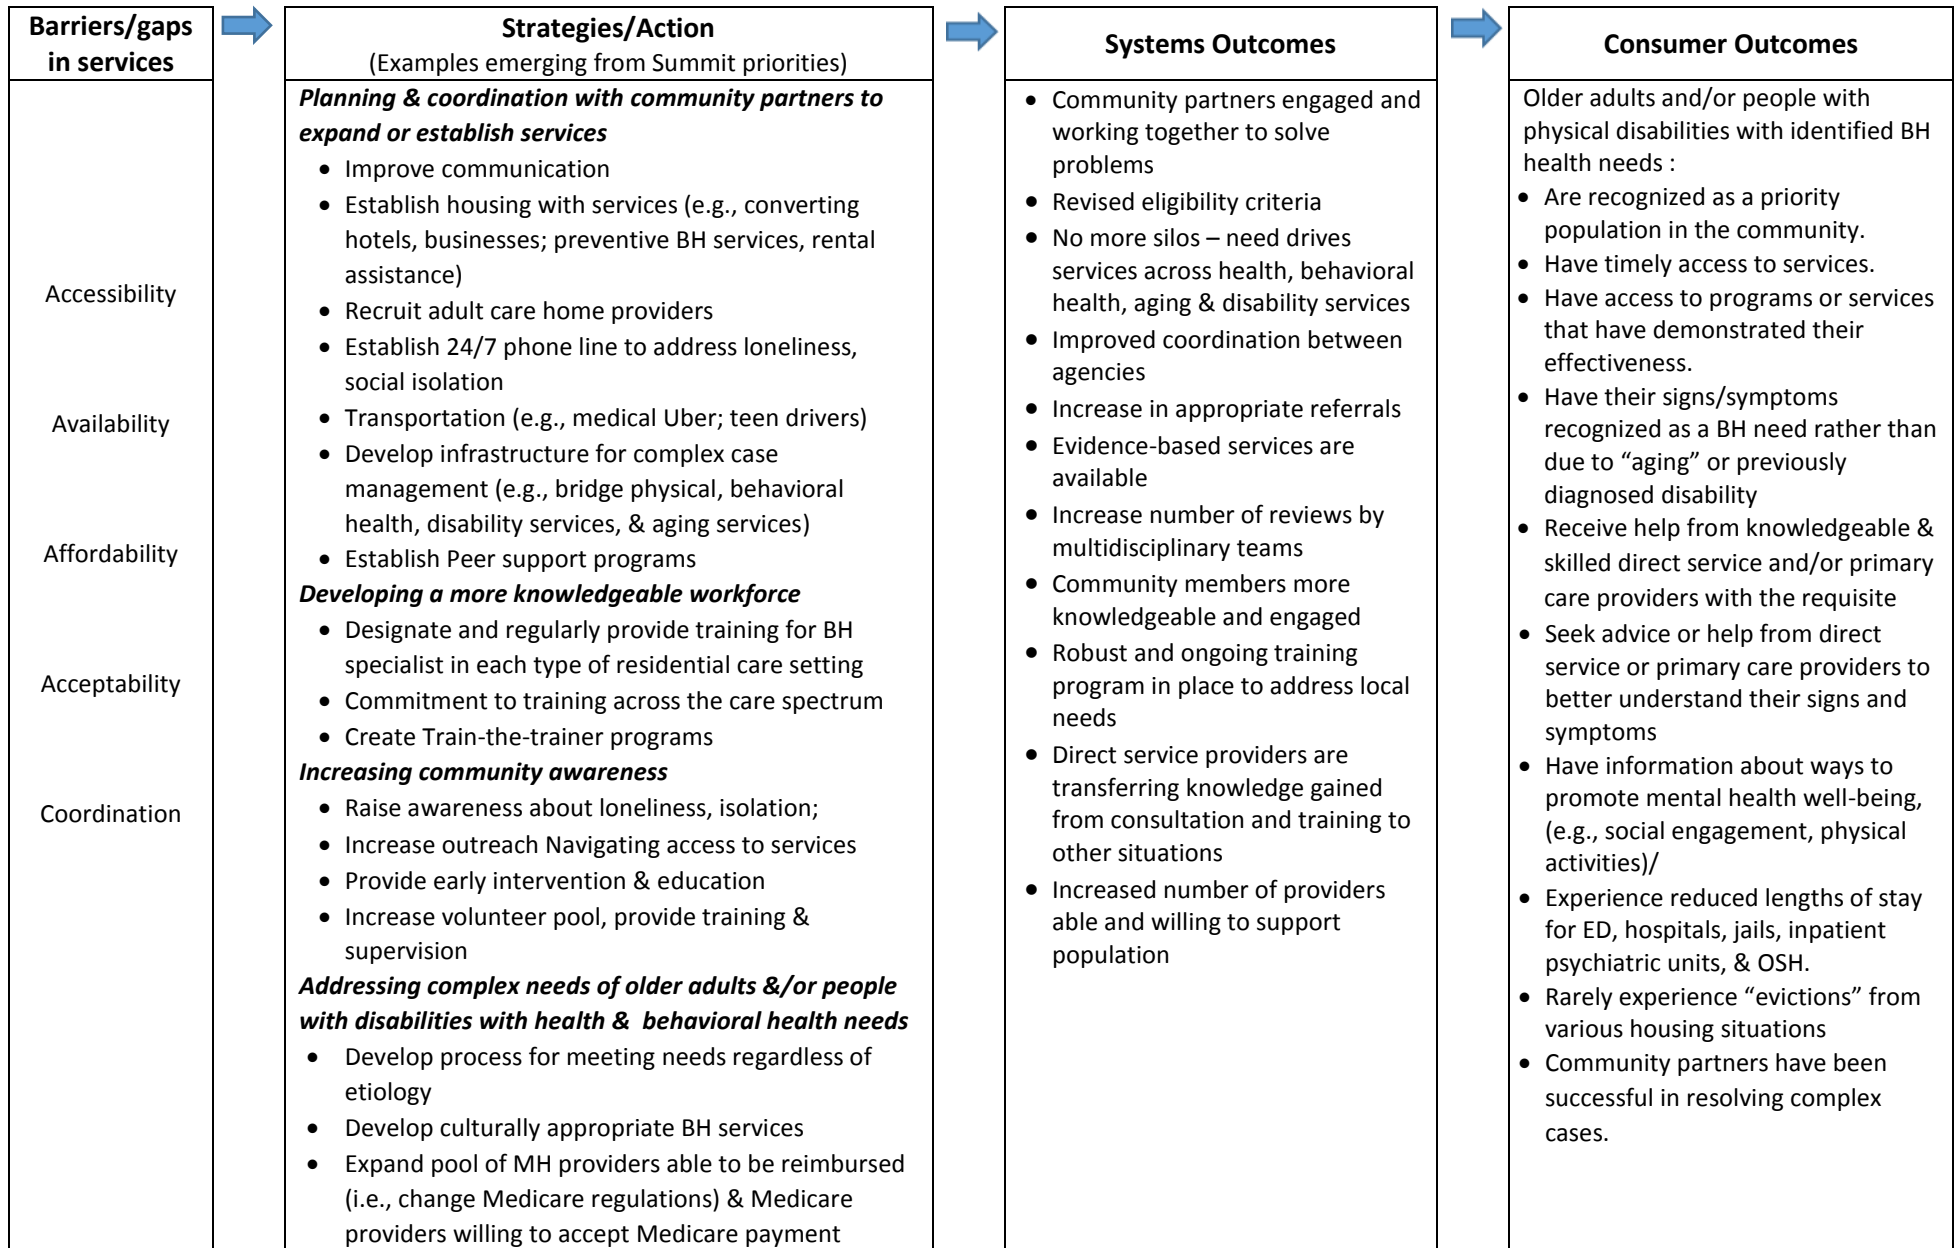 Barriers/gaps
in services
Accessibility
Availability
Affordability
Acceptability
Coordination
Strategies/Action
(Examples emerging from Summit priorities)
Planning & coordination with community partners to
expand or establish services
• Improve communication
• Establish housing with services (e.g., converting
hotels, businesses; preventive BH services, rental
assistance)
• Recruit adult care home providers
• Establish 24/7 phone line to address loneliness,
social isolation
• Transportation (e.g., medical Uber; teen drivers)
• Develop infrastructure for complex case
management (e.g., bridge physical, behavioral
health, disability services, & aging services)
• Establish Peer support programs
Developing a more knowledgeable workforce
• Designate and regularly provide training for BH
specialist in each type of residential care setting
• Commitment to training across the care spectrum
• Create Train-the-trainer programs
Increasing community awareness
• Raise awareness about loneliness, isolation;
• Increase outreach Navigating access to services
• Provide early intervention & education
• Increase volunteer pool, provide training &
supervision
Addressing complex needs of older adults &/or people
with disabilities with health & behavioral health needs
• Develop process for meeting needs regardless of
etiology
• Develop culturally appropriate BH services
• Expand pool of MH providers able to be reimbursed
(i.e., change Medicare regulations) & Medicare
providers willing to accept Medicare payment
Systems Outcomes
• Community partners engaged and
working together to solve
problems
• Revised eligibility criteria
• No more silos – need drives
services across health, behavioral
health, aging & disability services
• Improved coordination between
agencies
• Increase in appropriate referrals
• Evidence-based services are
available
• Increase number of reviews by
multidisciplinary teams
• Community members more
knowledgeable and engaged
• Robust and ongoing training
program in place to address local
needs
• Direct service providers are
transferring knowledge gained
from consultation and training to
other situations
• Increased number of providers
able and willing to support
population
Consumer Outcomes
Older adults and/or people with
physical disabilities with identified BH
health needs :
• Are recognized as a priority
population in the community.
• Have timely access to services.
• Have access to programs or services
that have demonstrated their
effectiveness.
• Have their signs/symptoms
recognized as a BH need rather than
due to “aging” or previously
diagnosed disability
• Receive help from knowledgeable &
skilled direct service and/or primary
care providers with the requisite
• Seek advice or help from direct
service or primary care providers to
better understand their signs and
symptoms
• Have information about ways to
promote mental health well-being,
(e.g., social engagement, physical
activities)/
• Experience reduced lengths of stay
for ED, hospitals, jails, inpatient
psychiatric units, & OSH.
• Rarely experience “evictions” from
various housing situations
• Community partners have been
successful in resolving complex
cases.